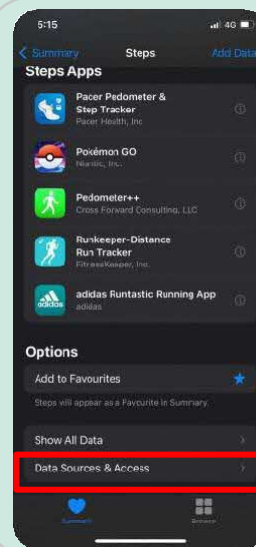 5:15
4G
Summary
Steps
Add Data
Steps Apps
Pacer Pedometer &
Step Tracker
Pacer Health, Inc
Pokémon GO
Niantic, Inc.
Pedometer++
Cross Forward Consulting, LLC
Runkeeper-Distance
Run Tracker
FitnessKeeper, Inc.
adidas Runtastic Running App
adidas
Options
Add to Favourites
Steps will appear as a Favourite in Summary.
Show All Data
Data Sources & Access
Summary
Browse